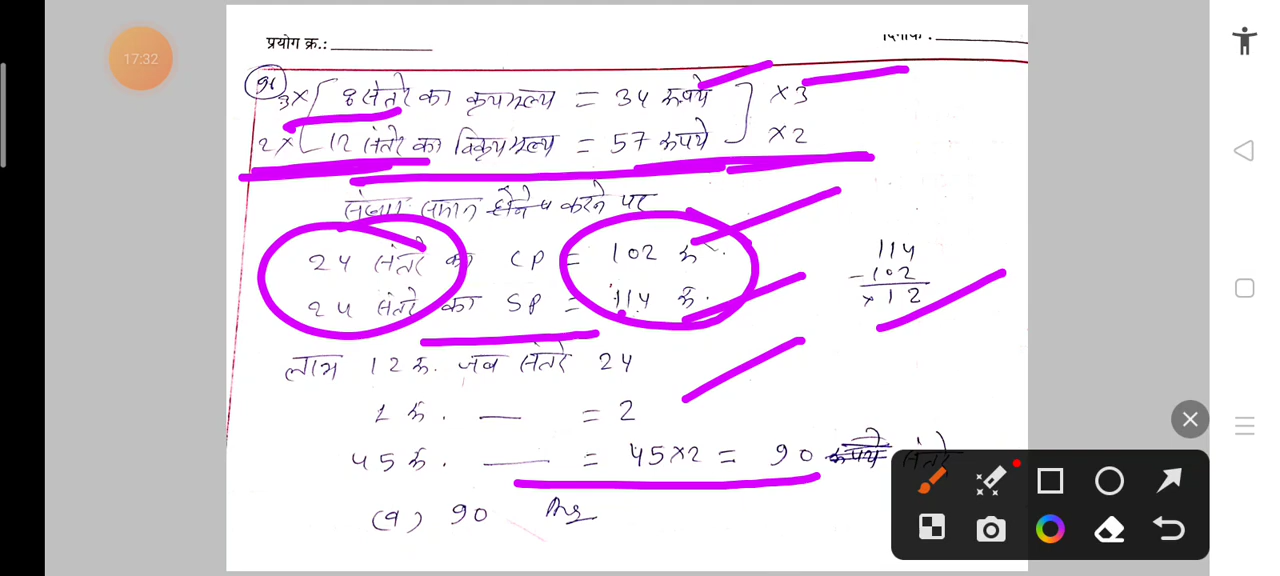 17:32
प्रयोग क्र.: ____________
दिनांक : ____________
3× [ 8 संतरे का क्रयमूल्य = 34 रूपये ] ×3
2× [ 12 संतरे का विक्रयमूल्य = 57 रूपये ] ×2
संख्या समान करने पर
24 संतरे का CP = 102 रू.
24 संतरे का SP = 114 रू.
114
-102
×12
लाभ 12 रू. जब संतरे 24
1 रू. — = 2
45 रू. — = 45×2 = 90 रूपये संतरे
(a) 90 Ans